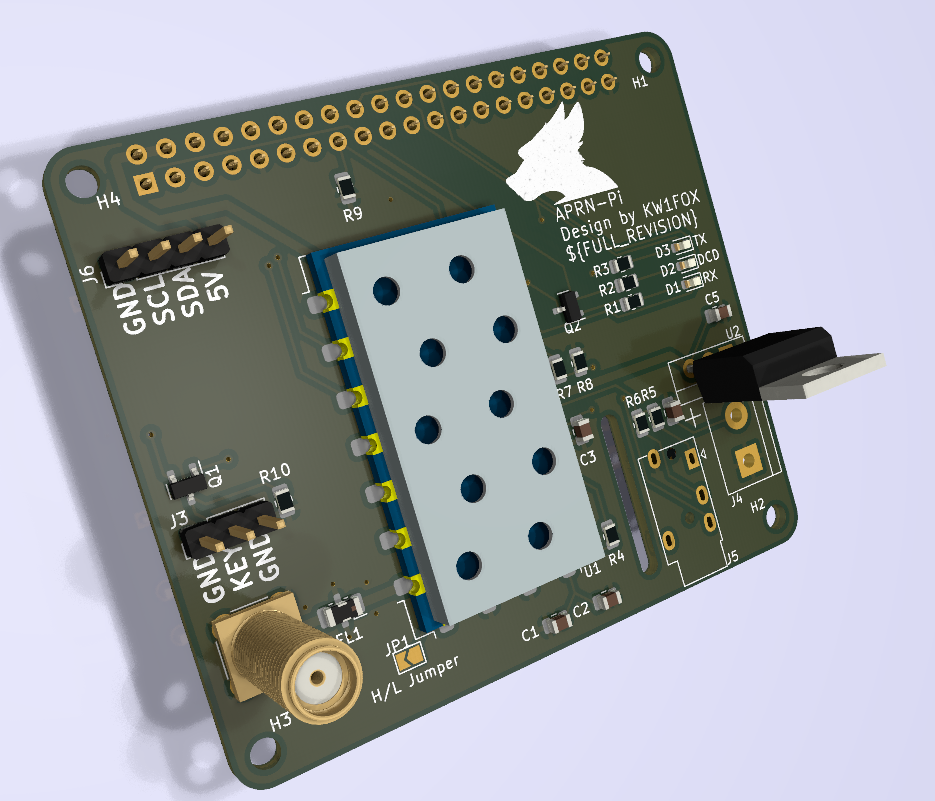 H1
H4
R9
APRN-Pi
Design by KW1FOX
${FULL_REVISION}
J6
GND
SCL
SDA
5V
D3 TX
D2 DCD
D1 RX
R3
R2
R1
Q2
C5
U2
R7 R8
R6 R5
C3
J4
H2
Q1
R10
J3
GND
KEY
GND
R4
U1
J5
C1
C2
JP1
H/L Jumper
H3